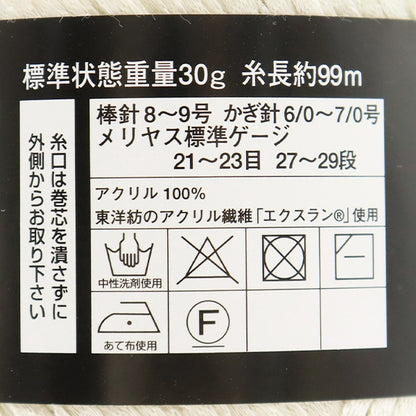 標準状態重量30g 糸長約99m
糸口は巻芯を潰さずに
外側からお取り下さい
棒針8〜9号 かぎ針6/0〜7/0号
メリヤス標準ゲージ
21〜23目 27〜29段
アクリル 100%
東洋紡のアクリル繊維「エクスラン®」使用
中性洗剤使用
あて布使用
F